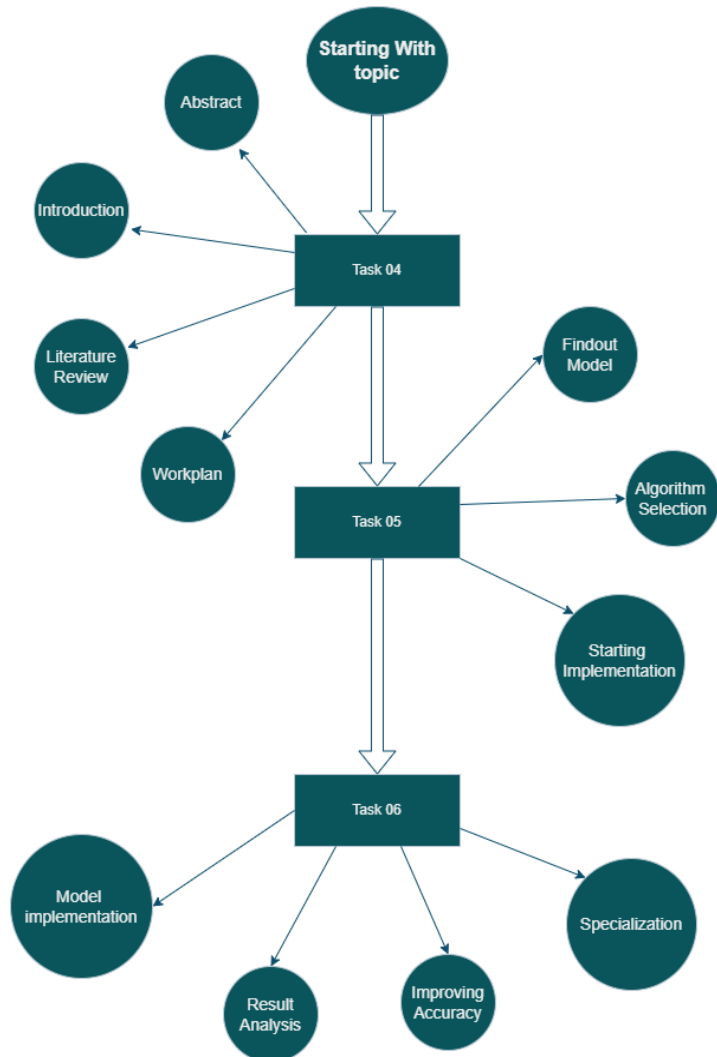 Starting With
topic
Abstract
Introduction
Task 04
Literature
Review
Findout
Model
Workplan
Algorithm
Selection
Task 05
Starting
Implementation
Task 06
Model
implementation
Specialization
Result
Analysis
Improving
Accuracy